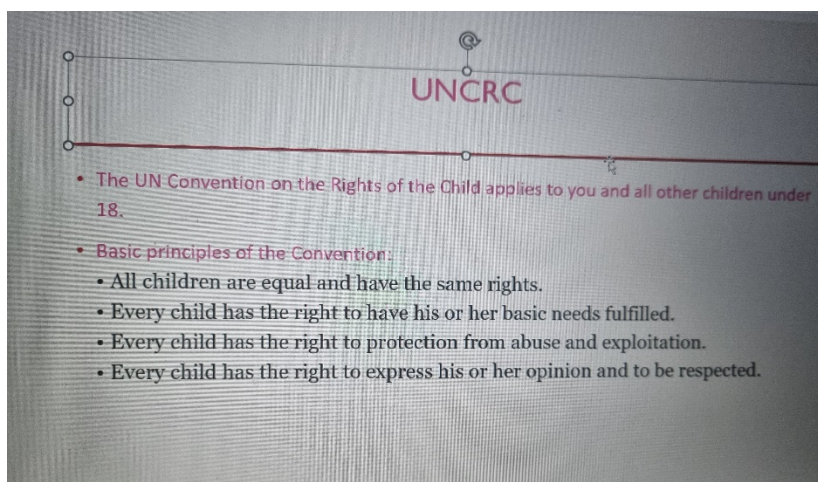 UNCRC
• The UN Convention on the Rights of the Child applies to you and all other children under
18.
• Basic principles of the Convention:
• All children are equal and have the same rights.
• Every child has the right to have his or her basic needs fulfilled.
• Every child has the right to protection from abuse and exploitation.
• Every child has the right to express his or her opinion and to be respected.